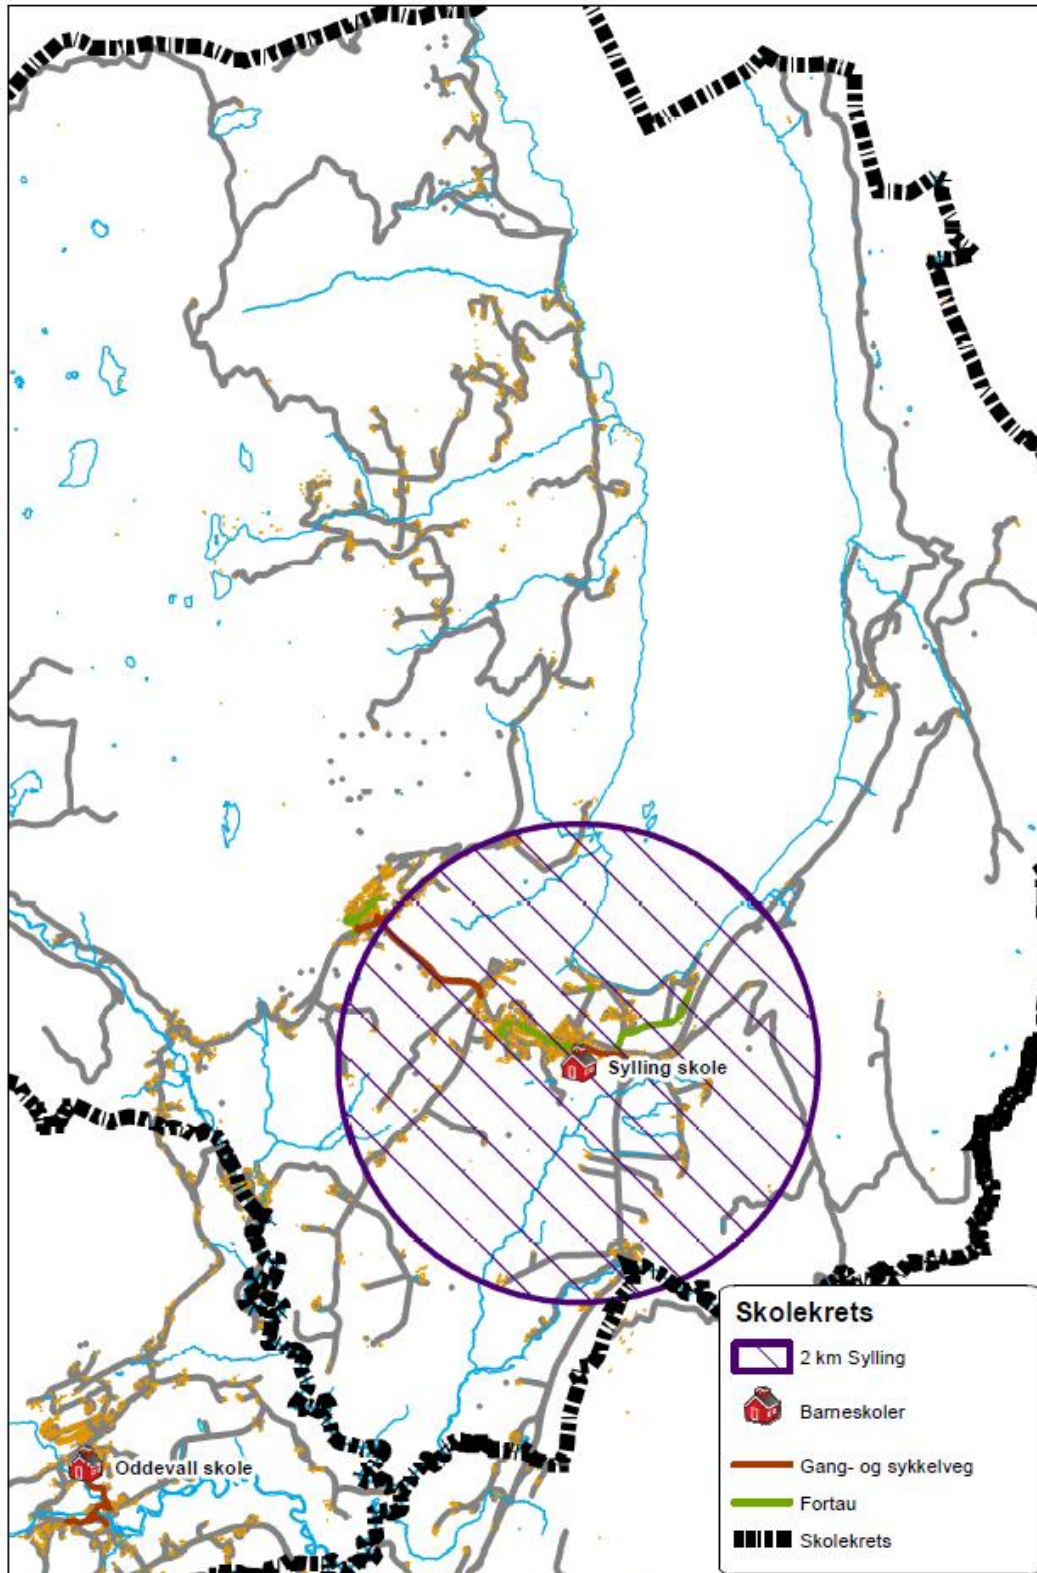 Sylling skole
Oddevall skole
Skolekrets
2 km Sylling
Barneskoler
Gang- og sykkelveg
Fortau
Skolekrets